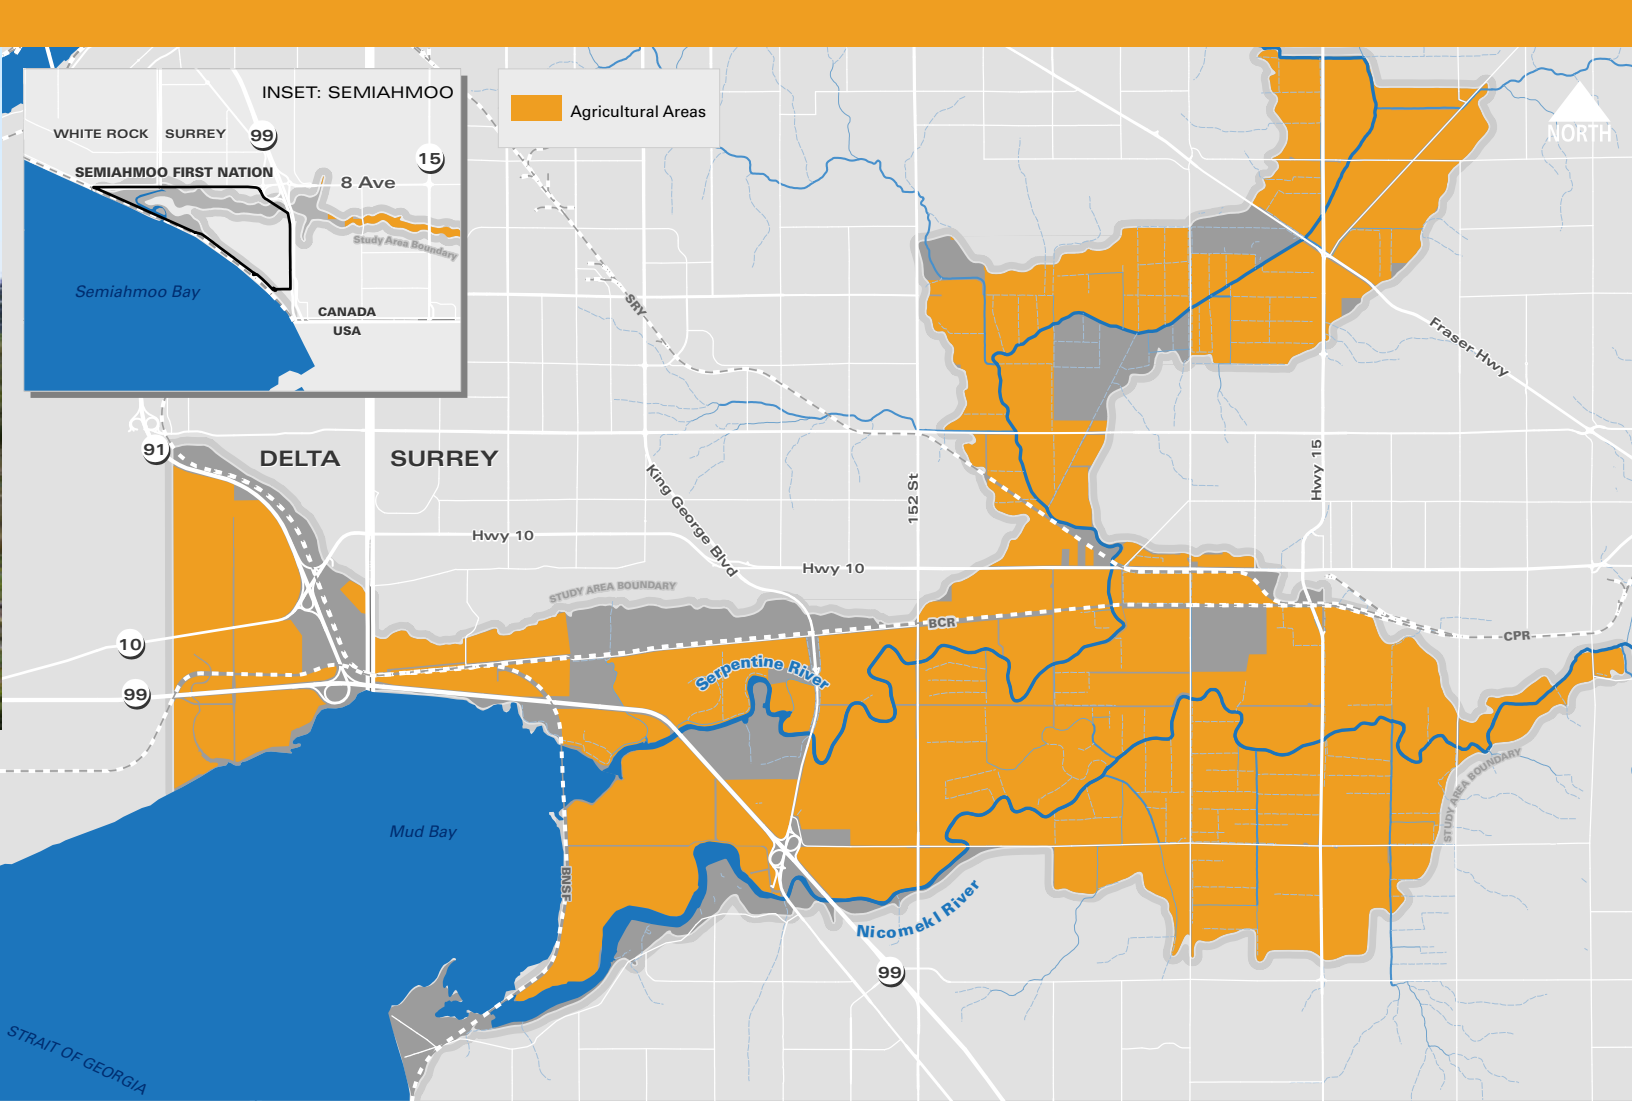 INSET: SEMIAHMOO
WHITE ROCK SURREY
99
15
SEMIAHMOO FIRST NATION
8 Ave
Study Area Boundary
Semiahmoo Bay
CANADA
USA
Agricultural Areas
NORTH
SRY
Fraser Hwy
91
DELTA
SURREY
King George Blvd
152 St
Hwy 15
Hwy 10
Hwy 10
STUDY AREA BOUNDARY
BCR
CPR
10
99
Serpentine River
Mud Bay
BNSF
STUDY AREA BOUNDARY
Nicomekl River
99
STRAIT OF GEORGIA